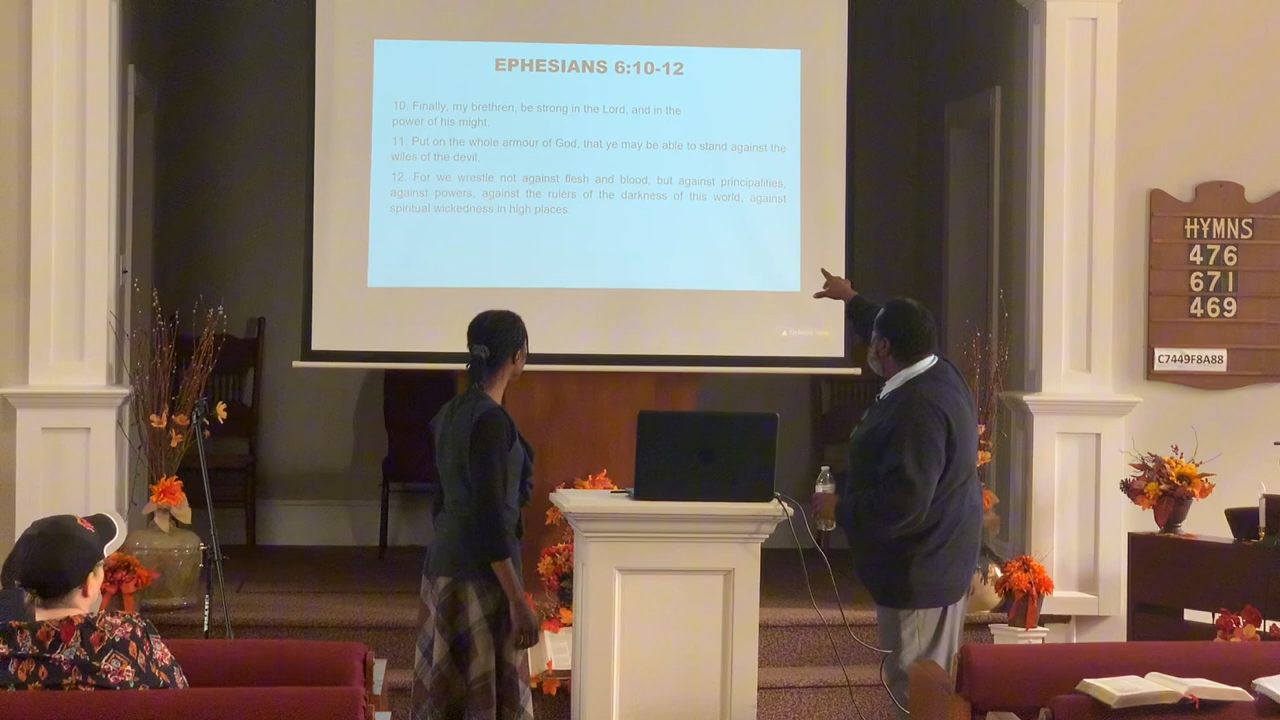 EPHESIANS 6:10-12
10. Finally, my brethren, be strong in the Lord, and in the
power of his might.
11. Put on the whole armour of God, that ye may be able to stand against the
wiles of the devil.
12. For we wrestle not against flesh and blood, but against principalities,
against powers, against the rulers of the darkness of this world, against
spiritual wickedness in high places
HYMNS
476
671
469
C7449F8A88